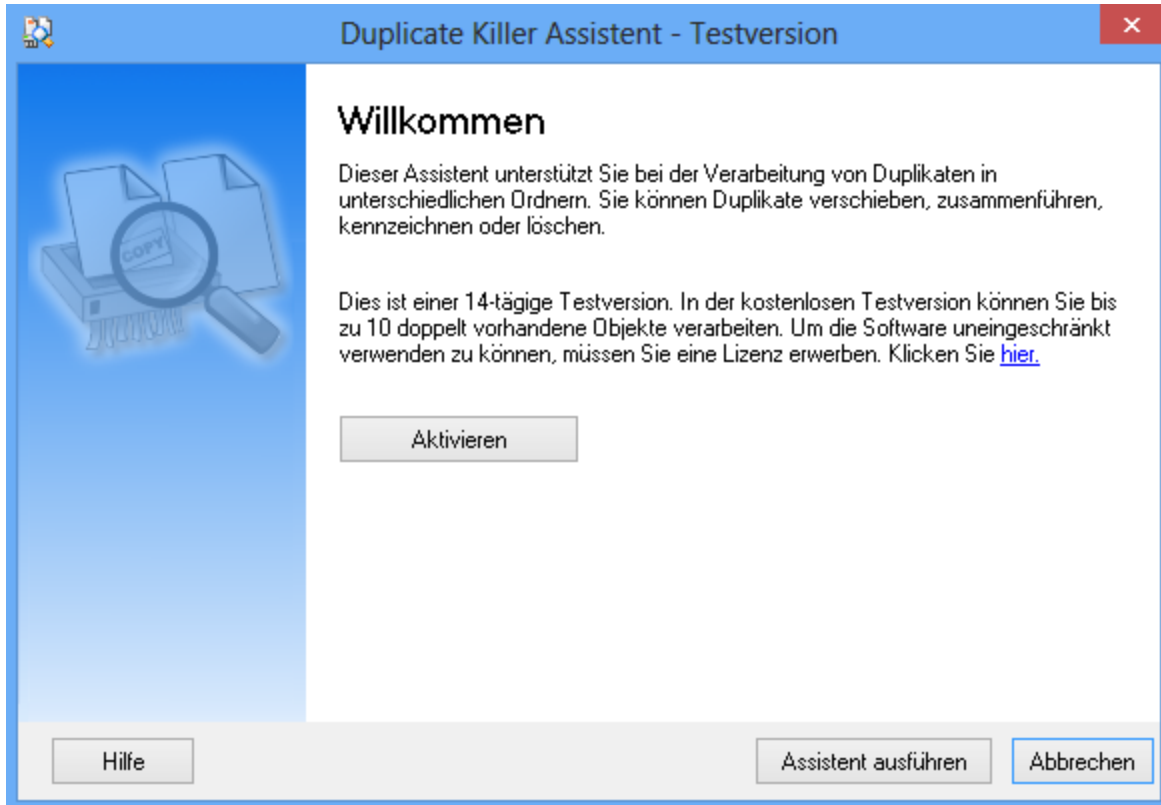 Duplicate Killer Assistent - Testversion
Willkommen
Dieser Assistent unterstützt Sie bei der Verarbeitung von Duplikaten in
unterschiedlichen Ordnern. Sie können Duplikate verschieben, zusammenführen,
kennzeichnen oder löschen.
Dies ist einer 14-tägige Testversion. In der kostenlosen Testversion können Sie bis
zu 10 doppelt vorhandene Objekte verarbeiten. Um die Software uneingeschränkt
verwenden zu können, müssen Sie eine Lizenz erwerben. Klicken Sie hier.
COPY
Aktivieren
Hilfe
Assistent ausführen
Abbrechen